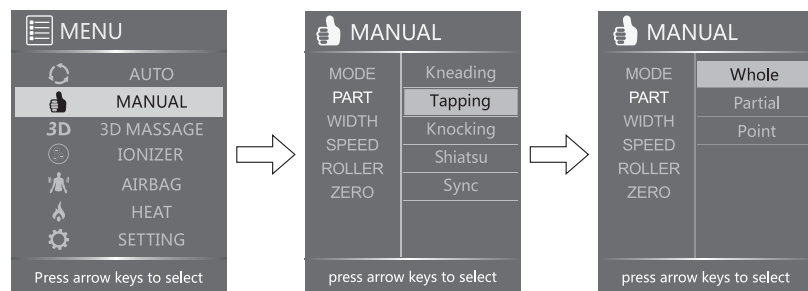 MENU
AUTO
MANUAL
3D 3D MASSAGE
IONIZER
AIRBAG
HEAT
SETTING
Press arrow keys to select
MANUAL
MODE
PART
WIDTH
SPEED
ROLLER
ZERO
Kneading
Tapping
Knocking
Shiatsu
Sync
press arrow keys to select
MANUAL
MODE
PART
WIDTH
SPEED
ROLLER
ZERO
Whole
Partial
Point
press arrow keys to select